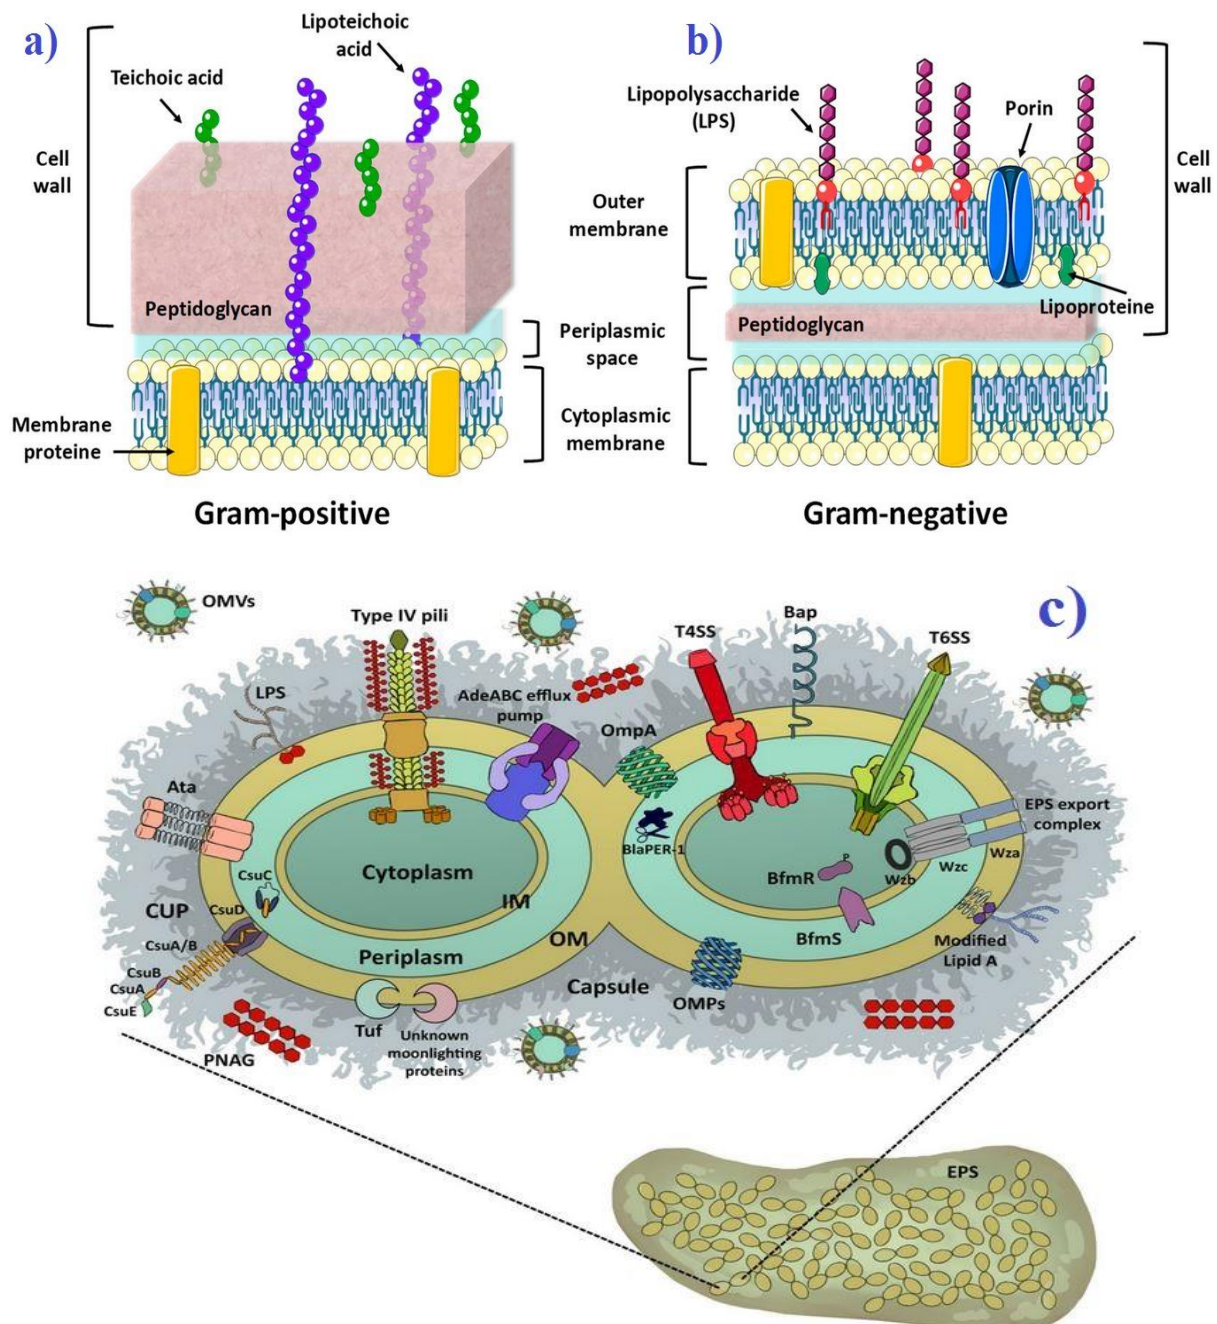 a)
Teichoic acid
Lipoteichoic
acid
Cell
wall
Peptidoglycan
Membrane
proteine
Gram-positive
b)
Lipopolysaccharide
(LPS)
Porin
Cell
wall
Outer
membrane
Lipoproteine
Peptidoglycan
Periplasmic
space
Cytoplasmic
membrane
Gram-negative
c)
OMVs
Type IV pili
LPS
AdeABC efflux
pump
T4SS
Bap
T6SS
OmpA
Ata
BlaPER-1
EPS export
complex
Wza
Wzc
Wzb
P
BfmR
BfmS
Cytoplasm
IM
OM
Periplasm
CsuC
CUP
CsuD
CsuA/B
CsuB
CsuA
CsuE
Modified
Lipid A
OMPs
Capsule
Tuf
Unknown
moonlighting
proteins
PNAG
EPS